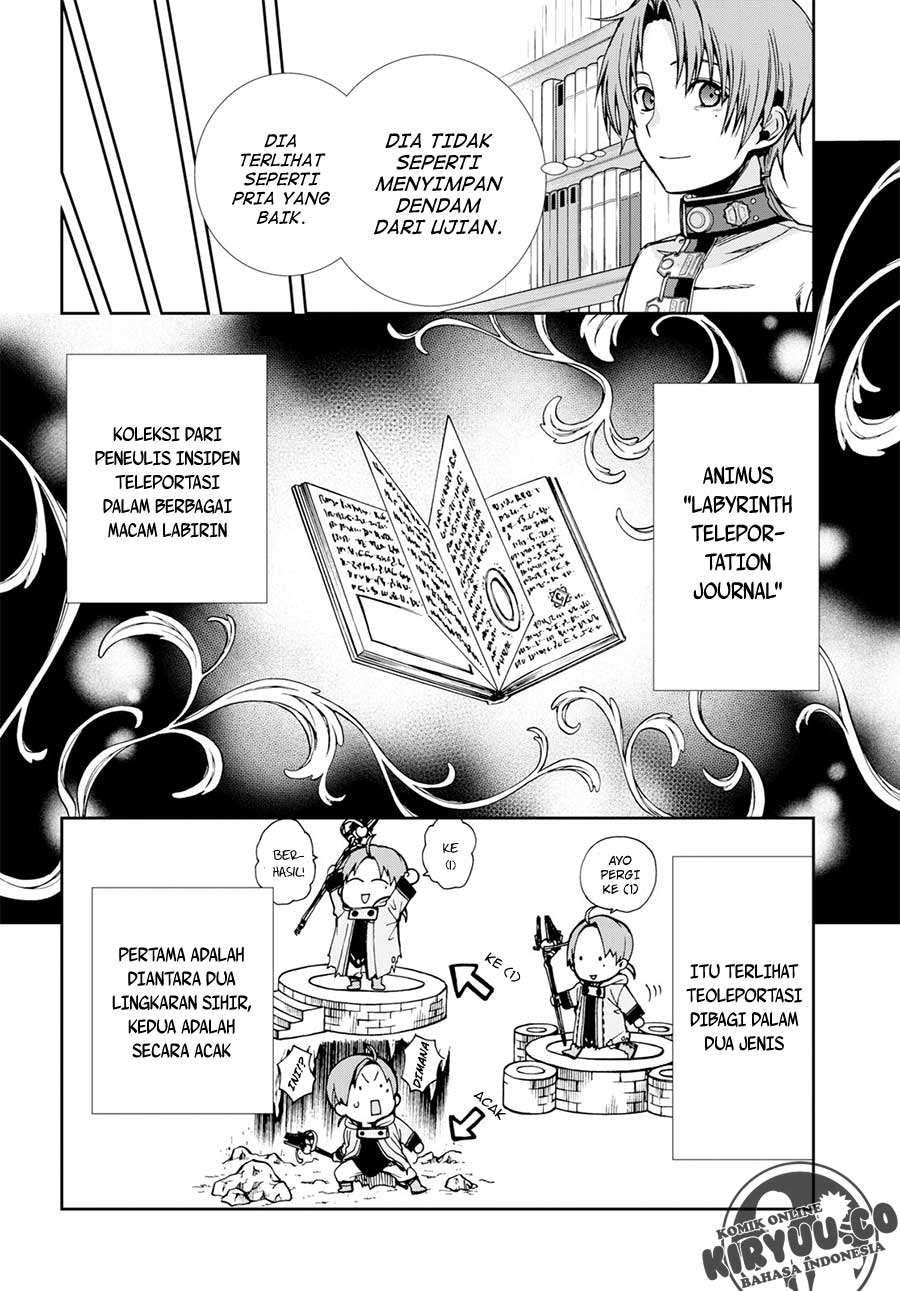 DIA TIDAK
SEPERTI
MENYIMPAN
DENDAM
DARI UJIAN.
DIA
TERLIHAT
SEPERTI
PRIA YANG
BAIK.
ANIMUS
"LABYRINTH
TELEPOR-
TATION
JOURNAL"
KOLEKSI DARI
PENEULIS INSIDEN
TELEPORTASI
DALAM BERBAGAI
MACAM LABIRIN
ITU TERLIHAT
TEOLEPORTASI
DIBAGI DALAM
DUA JENIS
AYO
PERGI
KE (1)
KE (1)
KE
(1)
BER-
HASIL!
PERTAMA ADALAH
DIANTARA DUA
LINGKARAN SIHIR,
KEDUA ADALAH
SECARA ACAK
ACAK
DIMANA
INI!?
KOMIK ONLINE
KIRYUU.CO
BAHASA INDONESIA